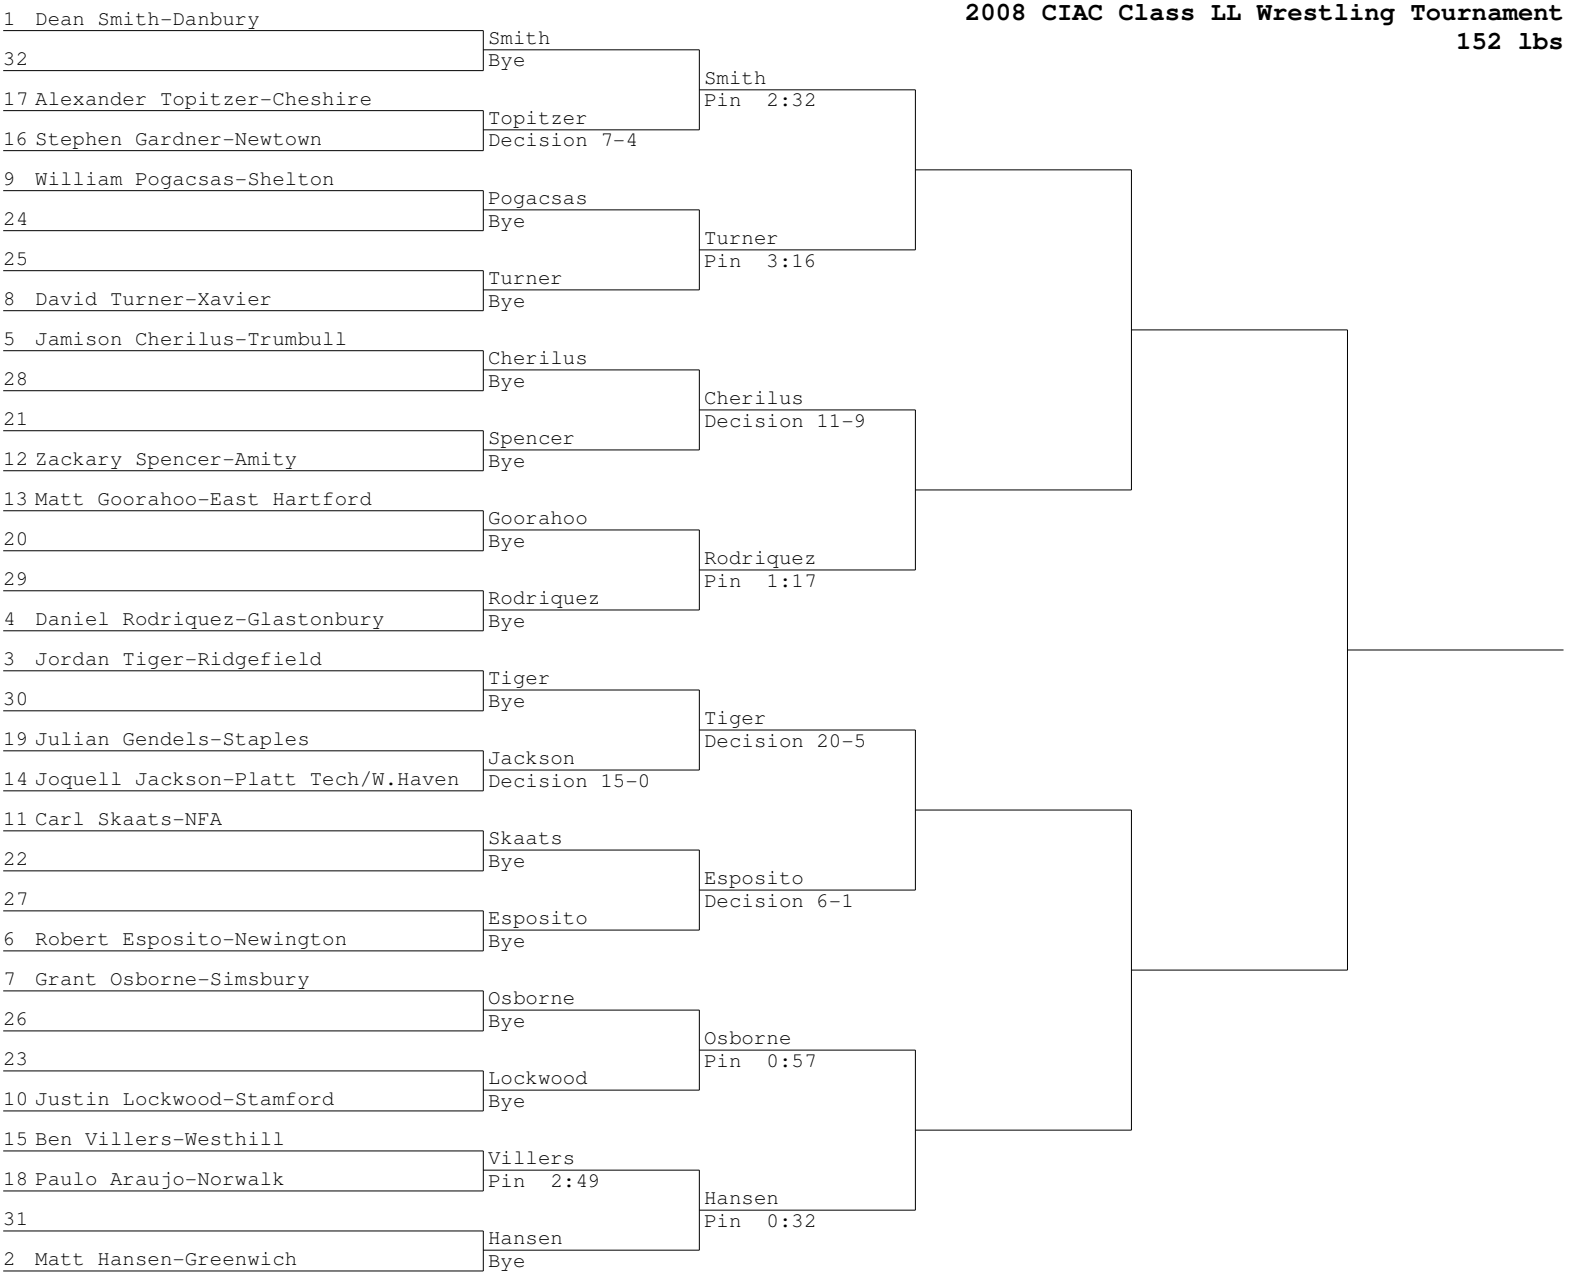 2008 CIAC Class LL Wrestling Tournament
152 lbs
1 Dean Smith-Danbury
32
17 Alexander Topitzer-Cheshire
16 Stephen Gardner-Newtown
9 William Pogacsas-Shelton
24
25
8 David Turner-Xavier
5 Jamison Cherilus-Trumbull
28
21
12 Zackary Spencer-Amity
13 Matt Goorahoo-East Hartford
20
29
4 Daniel Rodriquez-Glastonbury
3 Jordan Tiger-Ridgefield
30
19 Julian Gendels-Staples
14 Joquell Jackson-Platt Tech/W.Haven
11 Carl Skaats-NFA
22
27
6 Robert Esposito-Newington
7 Grant Osborne-Simsbury
26
23
10 Justin Lockwood-Stamford
15 Ben Villers-Westhill
18 Paulo Araujo-Norwalk
31
2 Matt Hansen-Greenwich
Smith
Bye
Topitzer
Decision 7-4
Pogacsas
Bye
Turner
Bye
Cherilus
Bye
Spencer
Bye
Goorahoo
Bye
Rodriquez
Bye
Tiger
Bye
Jackson
Decision 15-0
Skaats
Bye
Esposito
Bye
Osborne
Bye
Lockwood
Bye
Villers
Pin 2:49
Hansen
Bye
Smith
Pin 2:32
Turner
Pin 3:16
Cherilus
Decision 11-9
Rodriquez
Pin 1:17
Tiger
Decision 20-5
Esposito
Decision 6-1
Osborne
Pin 0:57
Hansen
Pin 0:32